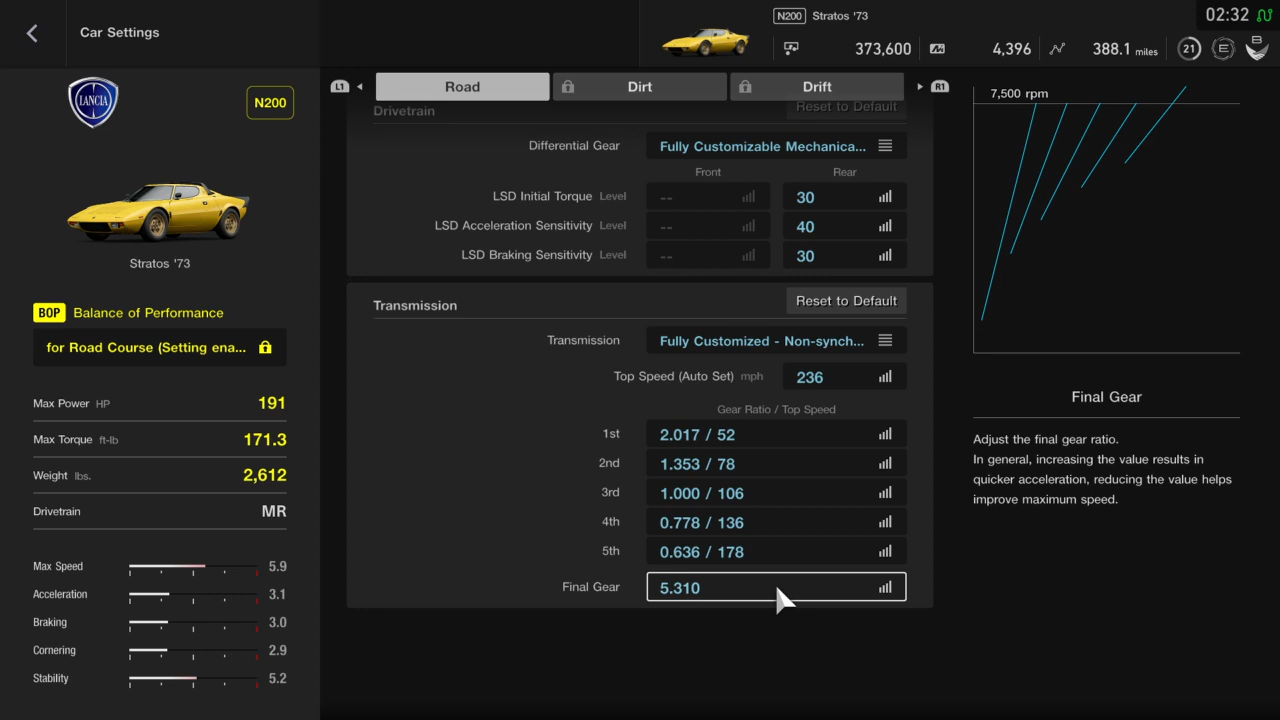 Car Settings
N200 Stratos '73
373,600 4,396 388.1 miles 21 E B
02:32
LANCIA
N200
Stratos '73
BOP Balance of Performance
for Road Course (Setting ena...
Max Power HP 191
Max Torque ft-lb 171.3
Weight lbs. 2,612
Drivetrain MR
Max Speed 5.9
Acceleration 3.1
Braking 3.0
Cornering 2.9
Stability 5.2
L1 Road Dirt Drift R1
Drivetrain Reset to Default
Differential Gear Fully Customizable Mechanica...
Front Rear
LSD Initial Torque Level -- 30
LSD Acceleration Sensitivity Level -- 40
LSD Braking Sensitivity Level -- 30
Transmission Reset to Default
Transmission Fully Customized - Non-synch...
Top Speed (Auto Set) mph 236
Gear Ratio / Top Speed
1st 2.017 / 52
2nd 1.353 / 78
3rd 1.000 / 106
4th 0.778 / 136
5th 0.636 / 178
Final Gear 5.310
7,500 rpm
Final Gear
Adjust the final gear ratio.
In general, increasing the value results in
quicker acceleration, reducing the value helps
improve maximum speed.